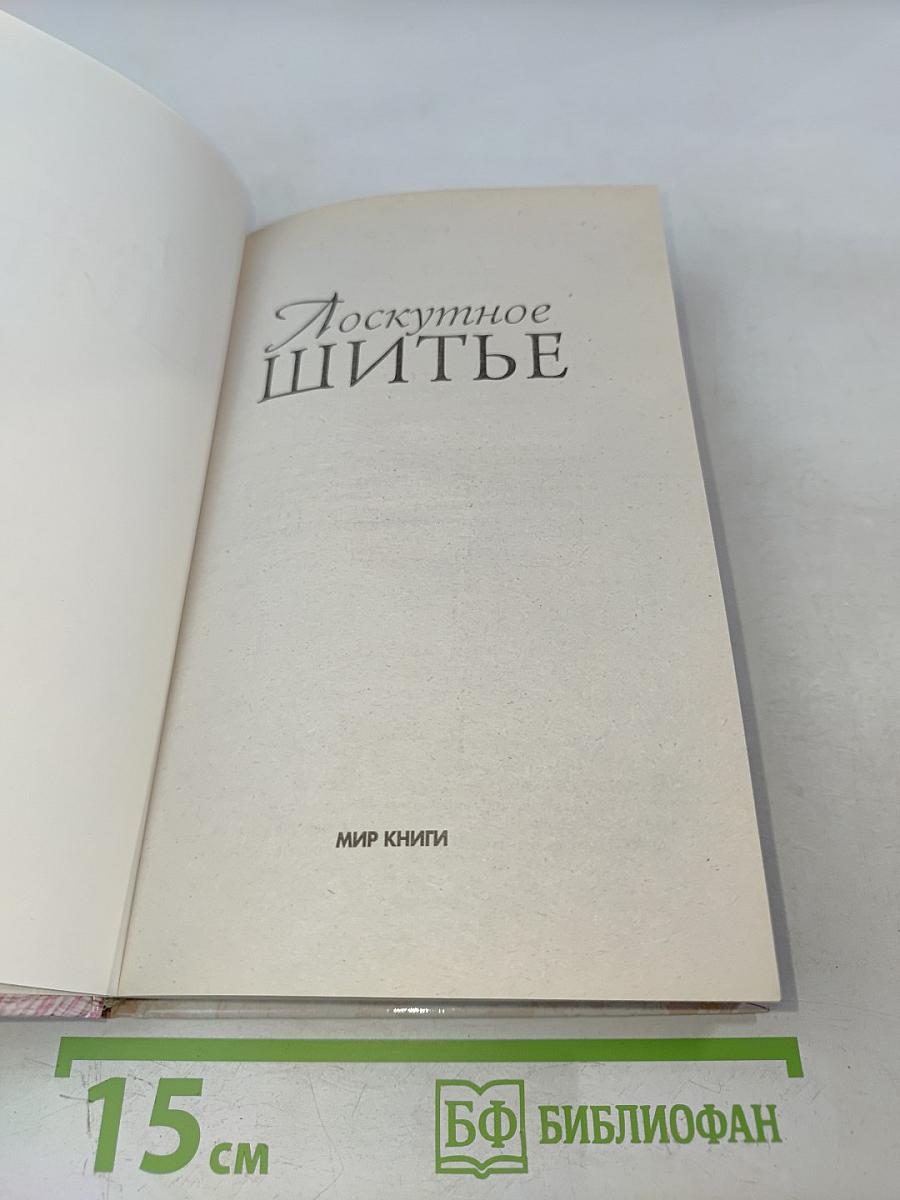 Лоскутное
ШИТЬЕ
МИР КНИГИ
15 см
БФ БИБЛИОФАН